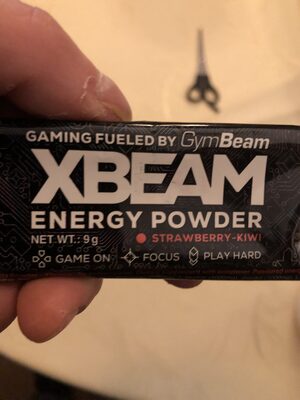 GAMING FUELED BY GymBeam
XBEAM
ENERGY POWDER
NET WT.: 9g STRAWBERRY-KIWI
GAME ON FOCUS PLAY HARD